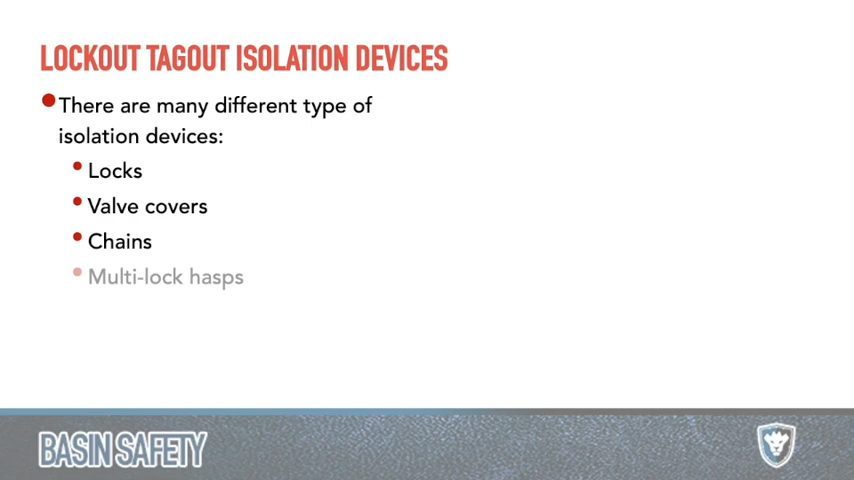 LOCKOUT TAGOUT ISOLATION DEVICES
There are many different type of
isolation devices:
Locks
Valve covers
Chains
Multi-lock hasps
BASIN SAFETY